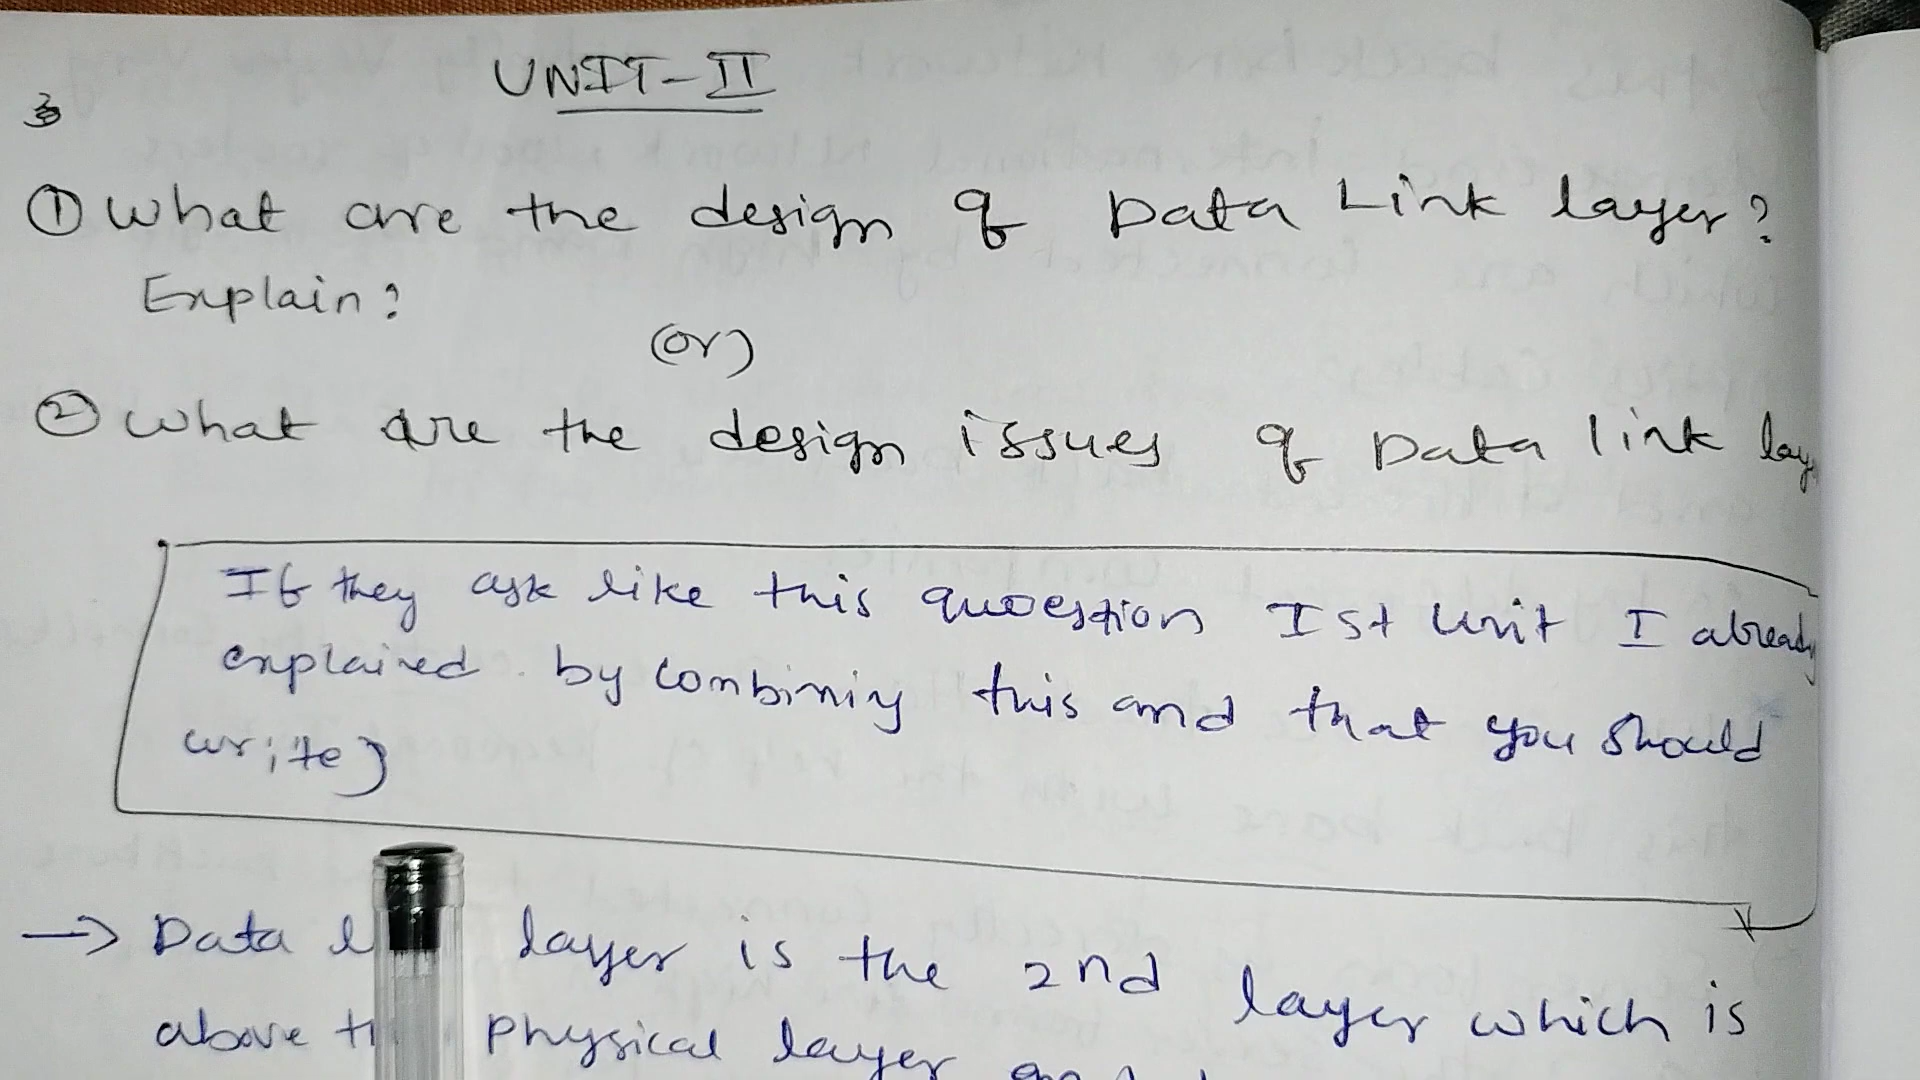 UNIT-II
3
① What are the design of Data Link layer?
Explain?
(or)
② What are the design issues of Data link lay
If they ask like this quoestion Ist Unit I already
explained by combining this and that you should
write}
→ Data l layer is the 2nd layer which is
above t physical layer